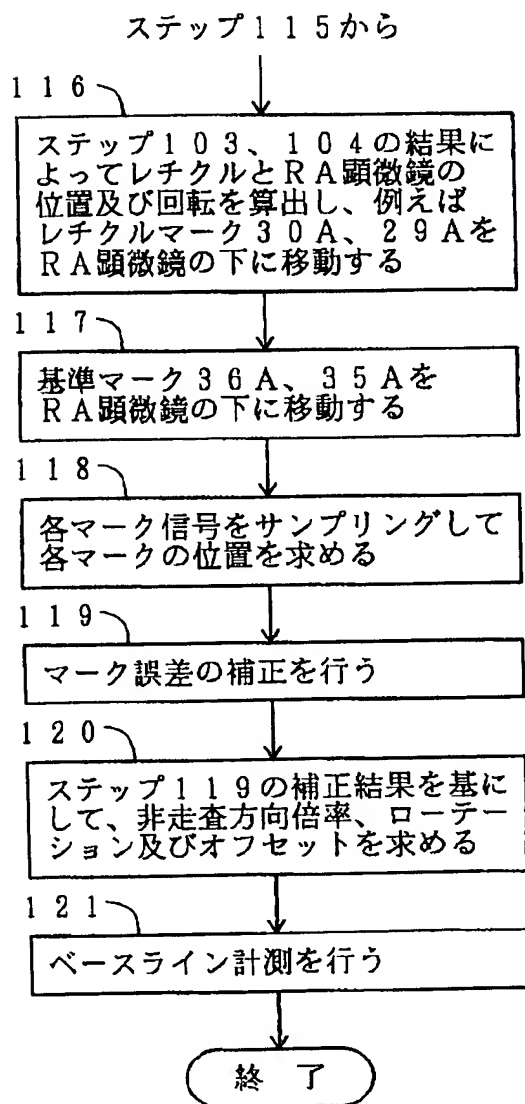 ステップ115から
116
ステップ103、104の結果に
よってレチクルとRA顕微鏡の
位置及び回転を算出し、例えば
レチクルマーク30A、29Aを
RA顕微鏡の下に移動する
117
基準マーク36A、35Aを
RA顕微鏡の下に移動する
118
各マーク信号をサンプリングして
各マークの位置を求める
119
マーク誤差の補正を行う
120
ステップ119の補正結果を基に
して、非走査方向倍率、ローテー
ション及びオフセットを求める
121
ベースライン計測を行う
終了